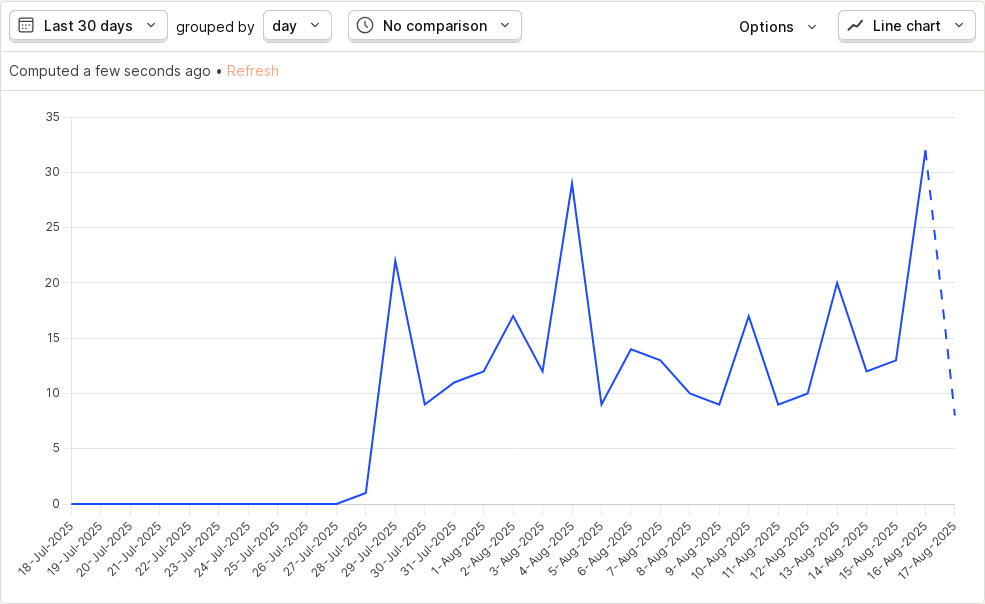 Last 30 days grouped by day No comparison Options Line chart
Computed a few seconds ago • Refresh
35
30
25
20
15
10
5
0
18-Jul-2025
19-Jul-2025
20-Jul-2025
21-Jul-2025
22-Jul-2025
23-Jul-2025
24-Jul-2025
25-Jul-2025
26-Jul-2025
27-Jul-2025
28-Jul-2025
29-Jul-2025
30-Jul-2025
31-Jul-2025
1-Aug-2025
2-Aug-2025
3-Aug-2025
4-Aug-2025
5-Aug-2025
6-Aug-2025
7-Aug-2025
8-Aug-2025
9-Aug-2025
10-Aug-2025
11-Aug-2025
12-Aug-2025
13-Aug-2025
14-Aug-2025
15-Aug-2025
16-Aug-2025
17-Aug-2025